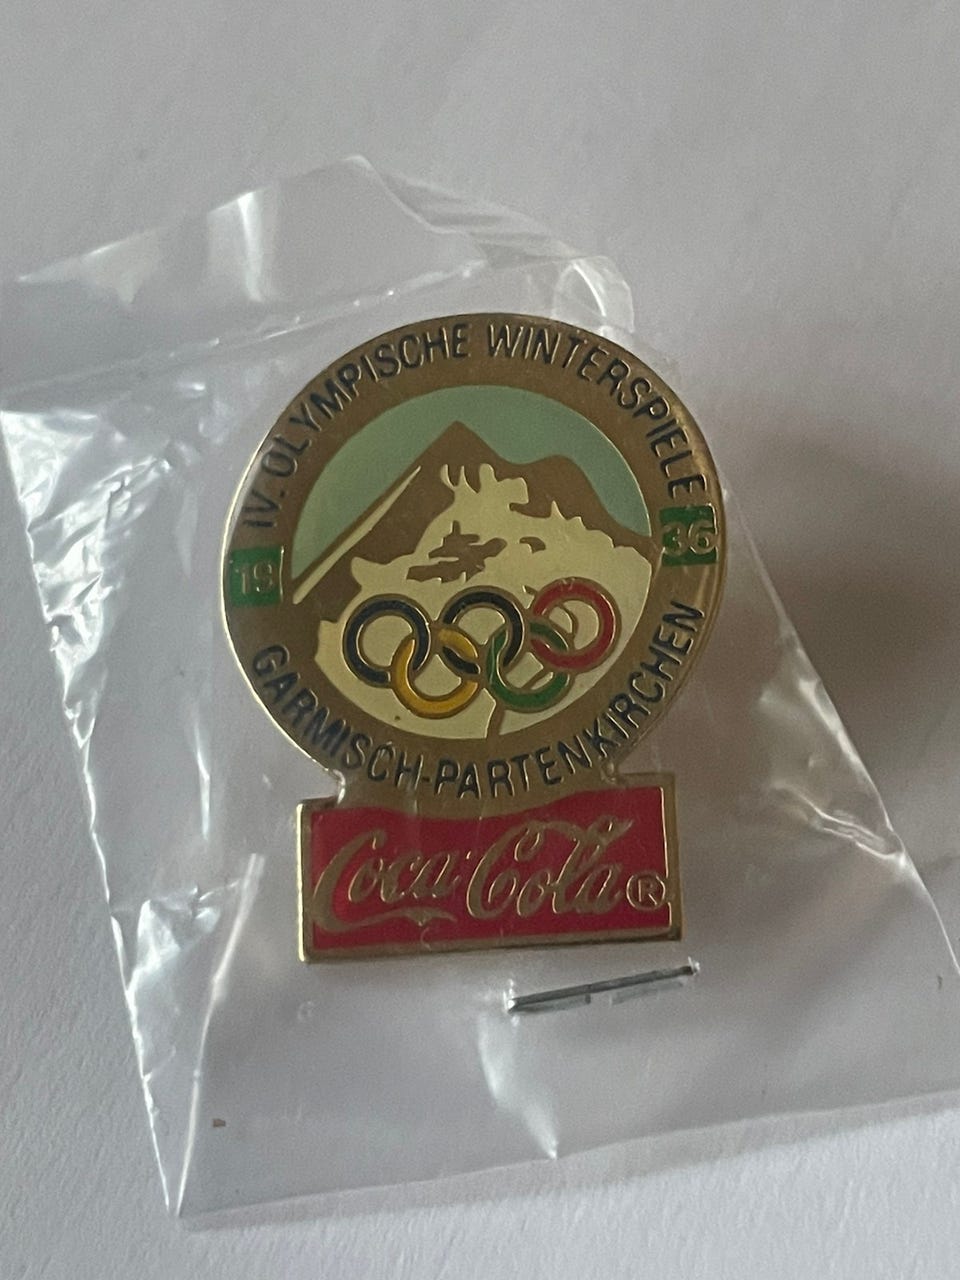 IV. OLYMPISCHE WINTERSPIELE
19 36
GARMISCH-PARTENKIRCHEN
Coca-Cola®